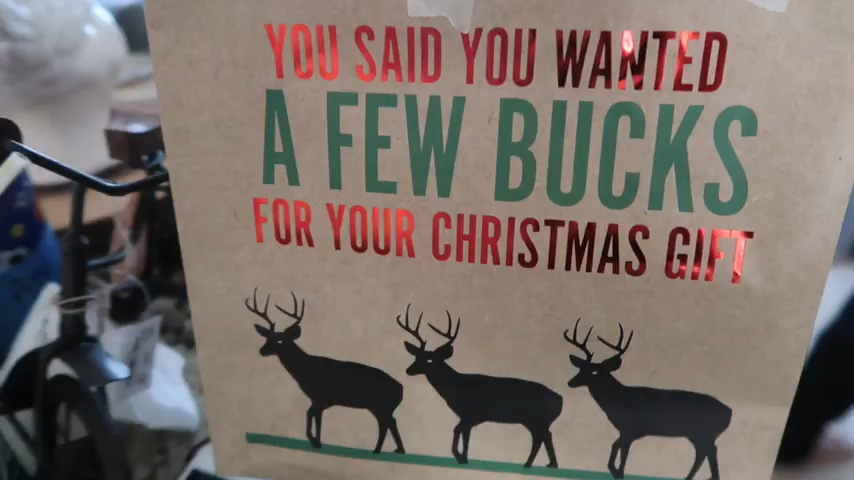 YOU SAID YOU WANTED
A FEW BUCKS
FOR YOUR CHRISTMAS GIFT